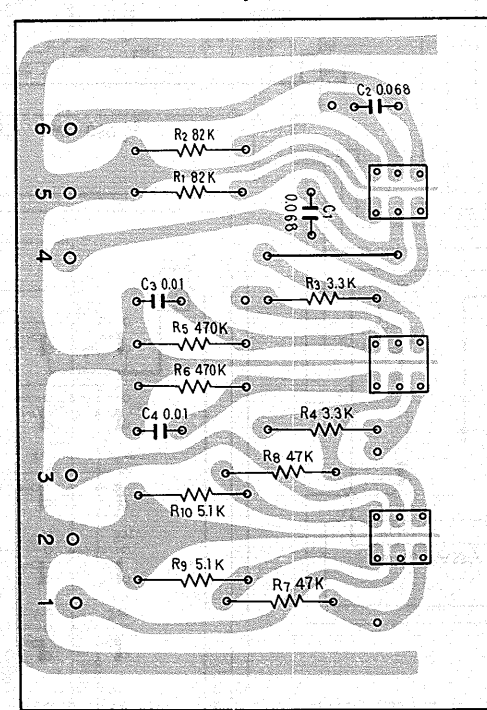 C2 0.068
6
R2 82K
R1 82K
5
C1
0.068
4
C3 0.01
R3 3.3K
R5 470K
R6 470K
C4 0.01
R4 3.3K
R8 47K
3
R10 5.1K
2
R9 5.1K
R7 47K
1